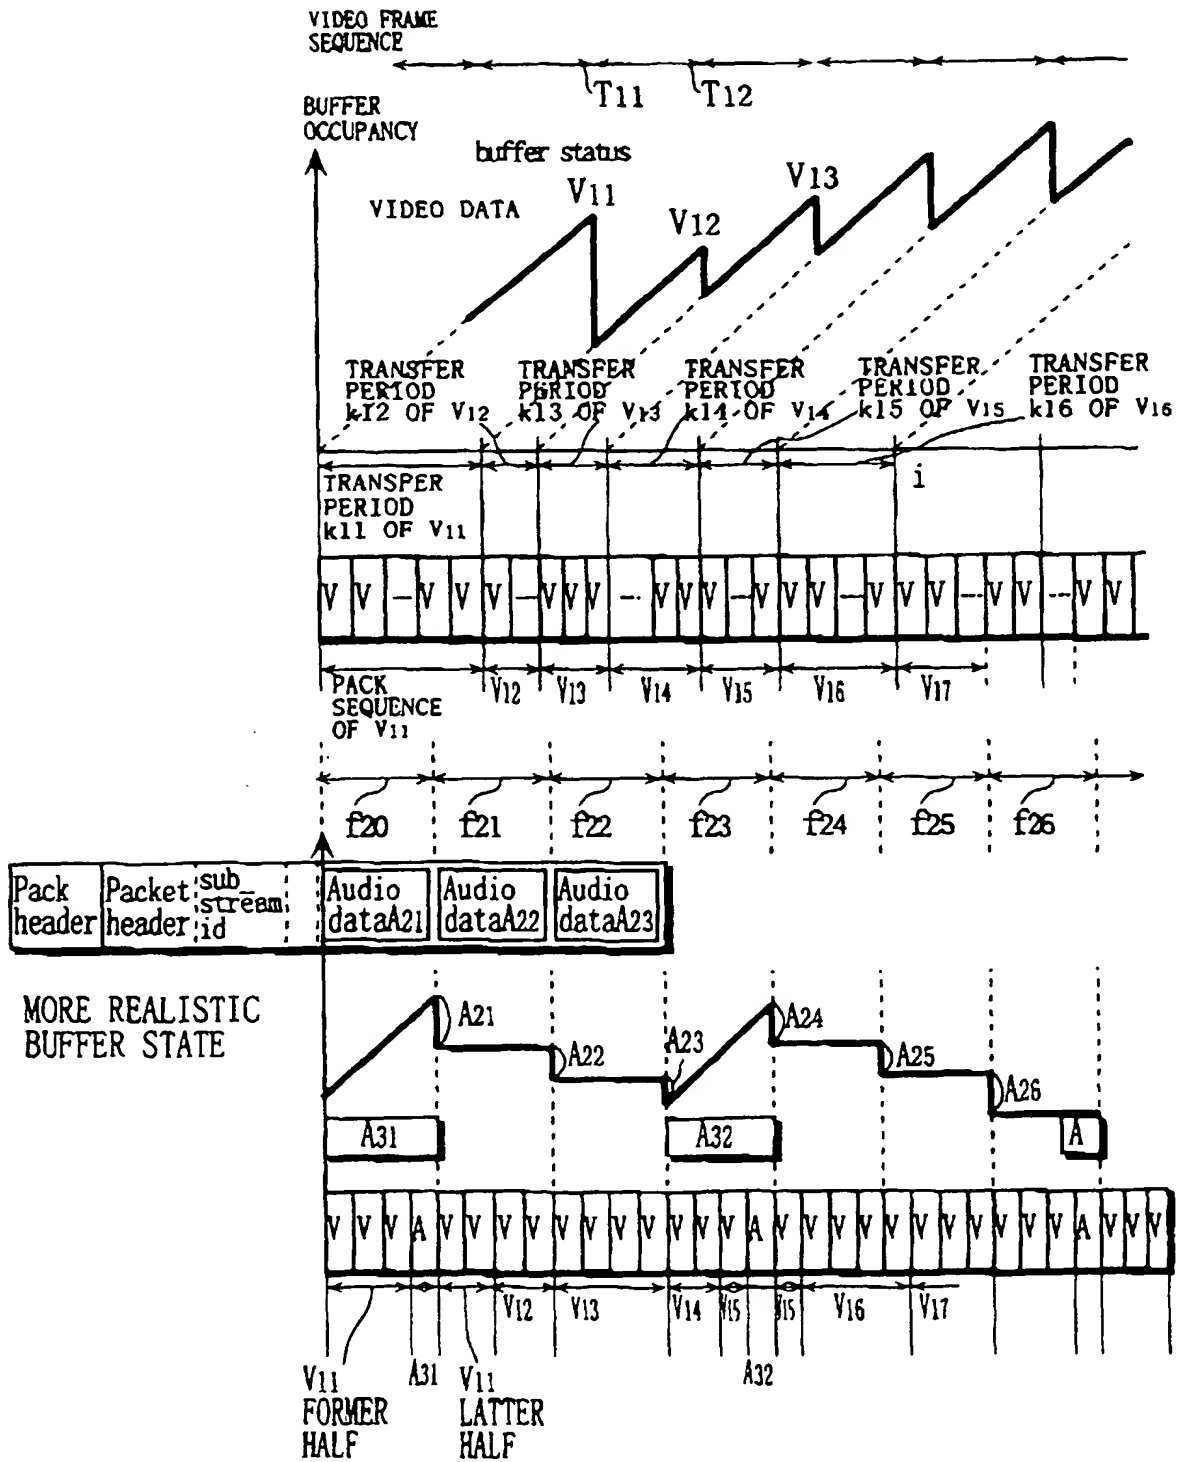 VIDEO FRAME
SEQUENCE
T11
T12
BUFFER
OCCUPANCY
buffer status
VIDEO DATA
V11
V12
V13
TRANSFER
PERIOD
k12 OF V12
TRANSFER
PERIOD
k13 OF V13
TRANSFER
PERIOD
k14 OF V14
TRANSFER
PERIOD
k15 OF V15
TRANSFER
PERIOD
k16 OF V16
i
TRANSFER
PERIOD
k11 OF V11
V V --- V V V --- V V V --- V V V --- V V V --- V V V --- V V --- V V
PACK
SEQUENCE
OF V11
V12 V13 V14 V15 V16 V17
f20 f21 f22 f23 f24 f25 f26
Pack
header
Packet
header
sub_
stream
id
Audio
dataA21
Audio
dataA22
Audio
dataA23
MORE REALISTIC
BUFFER STATE
A21
A22
A23
A24
A25
A26
A31
A32
A
V V V A V V V V V V V V V V V A V V V V V V V V V V V A V V V
V12 V13 V14 V15 V15 V16 V17
A31
A32
V11
FORMER
HALF
V11
LATTER
HALF